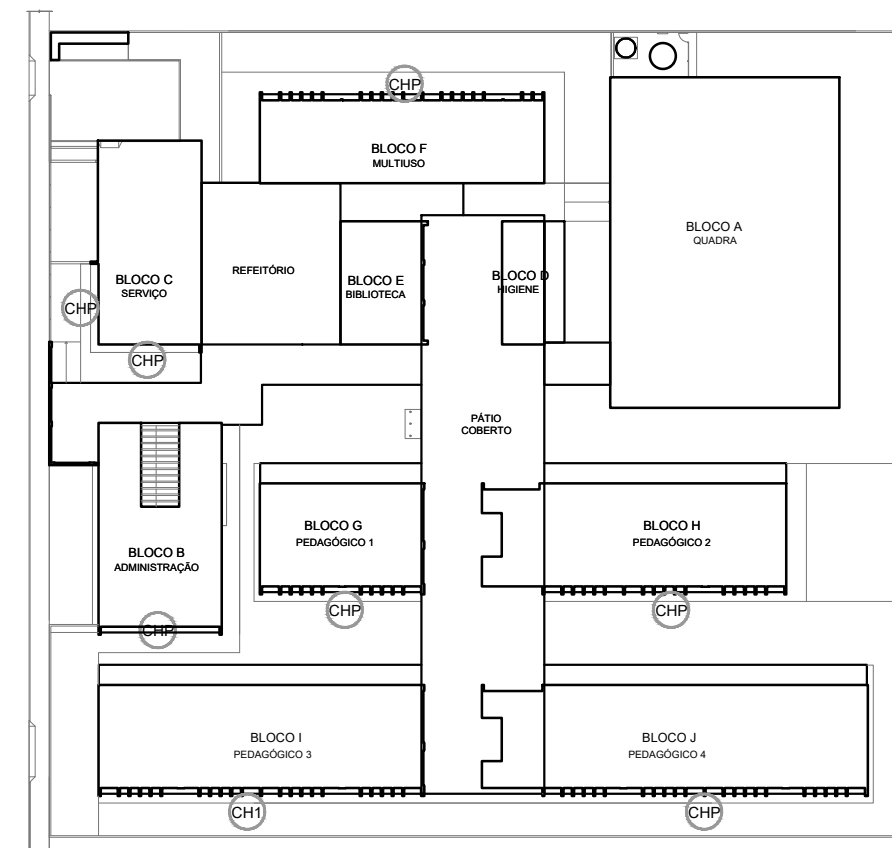 CHP
BLOCO F
MULTIUSO
BLOCO A
QUADRA
BLOCO C
SERVIÇO
REFEITÓRIO
BLOCO E
BIBLIOTECA
BLOCO D
HIGIENE
CHP
CHP
PÁTIO
COBERTO
BLOCO G
PEDAGÓGICO 1
BLOCO H
PEDAGÓGICO 2
BLOCO B
ADMINISTRAÇÃO
CHP
CHP
CHP
BLOCO I
PEDAGÓGICO 3
BLOCO J
PEDAGÓGICO 4
CH1
CHP